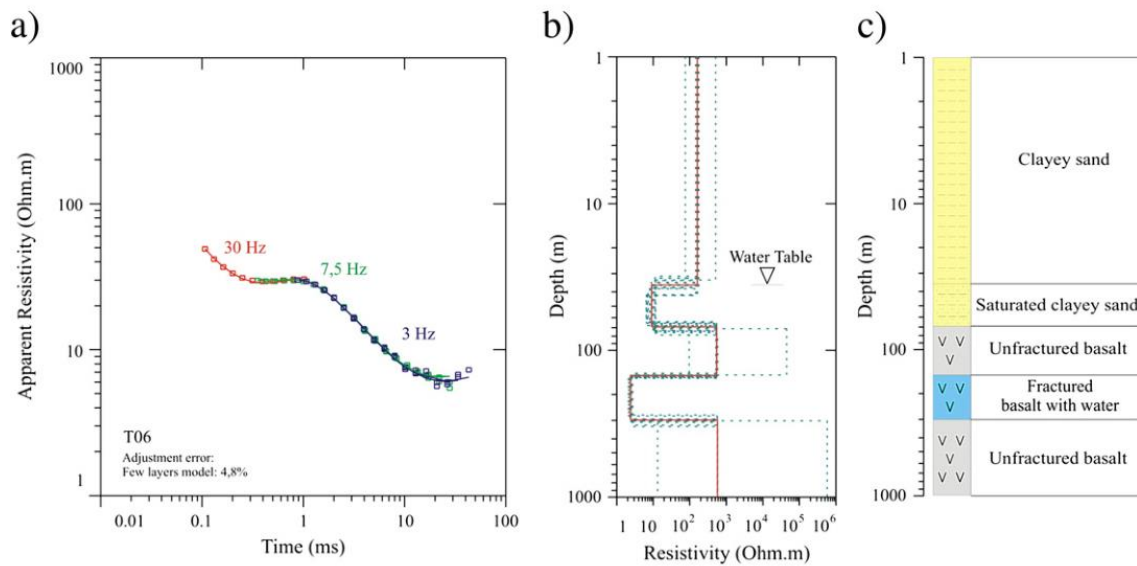 a)
1000
100
10
1
Apparent Resistivity (Ohm.m)
30 Hz
7,5 Hz
3 Hz
T06
Adjustment error:
Few layers model: 4,8%
0.01
0.1
1
10
100
Time (ms)
b)
1
10
100
1000
Depth (m)
Water Table
1
10
10²
10³
10⁴
10⁵
10⁶
Resistivity (Ohm.m)
c)
1
10
100
1000
Depth (m)
Clayey sand
Saturated clayey sand
V V
V
Unfractured basalt
V V
V
Fractured
basalt with water
V V
V
V V
Unfractured basalt